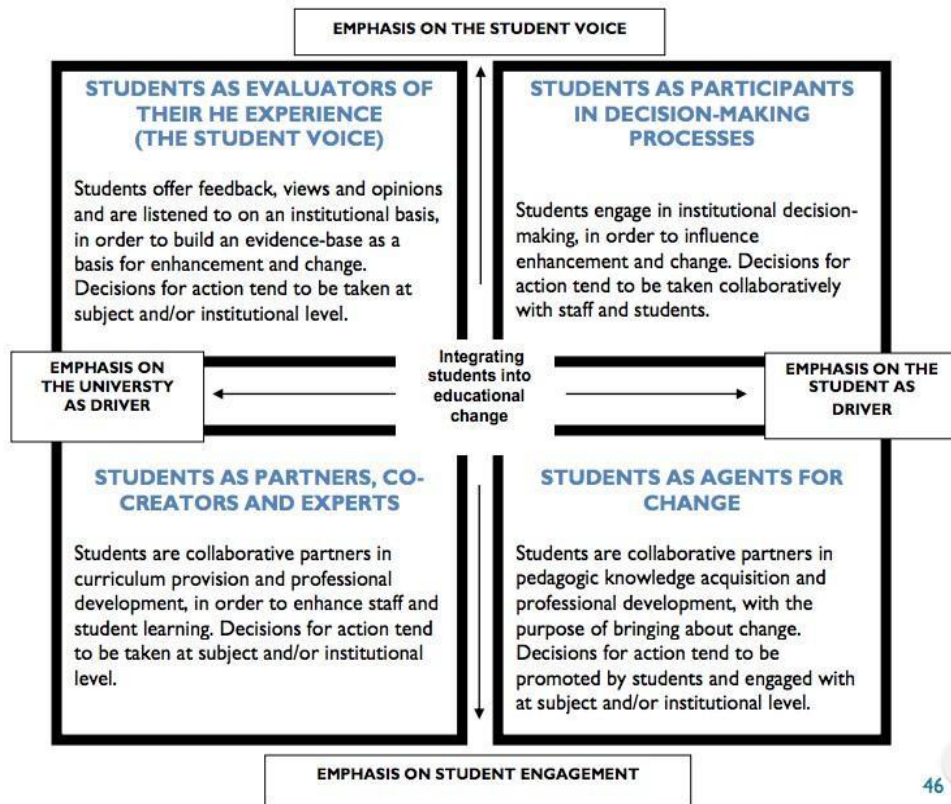 EMPHASIS ON THE STUDENT VOICE
STUDENTS AS EVALUATORS OF
THEIR HE EXPERIENCE
(THE STUDENT VOICE)
Students offer feedback, views and opinions
and are listened to on an institutional basis,
in order to build an evidence-base as a
basis for enhancement and change.
Decisions for action tend to be taken at
subject and/or institutional level.
STUDENTS AS PARTICIPANTS
IN DECISION-MAKING
PROCESSES
Students engage in institutional decision-
making, in order to influence
enhancement and change. Decisions for
action tend to be taken collaboratively
with staff and students.
EMPHASIS ON
THE UNIVERSTY
AS DRIVER
Integrating
students into
educational
change
EMPHASIS ON THE
STUDENT AS
DRIVER
STUDENTS AS PARTNERS, CO-
CREATORS AND EXPERTS
Students are collaborative partners in
curriculum provision and professional
development, in order to enhance staff and
student learning. Decisions for action tend
to be taken at subject and/or institutional
level.
STUDENTS AS AGENTS FOR
CHANGE
Students are collaborative partners in
pedagogic knowledge acquisition and
professional development, with the
purpose of bringing about change.
Decisions for action tend to be
promoted by students and engaged with
at subject and/or institutional level.
EMPHASIS ON STUDENT ENGAGEMENT
46